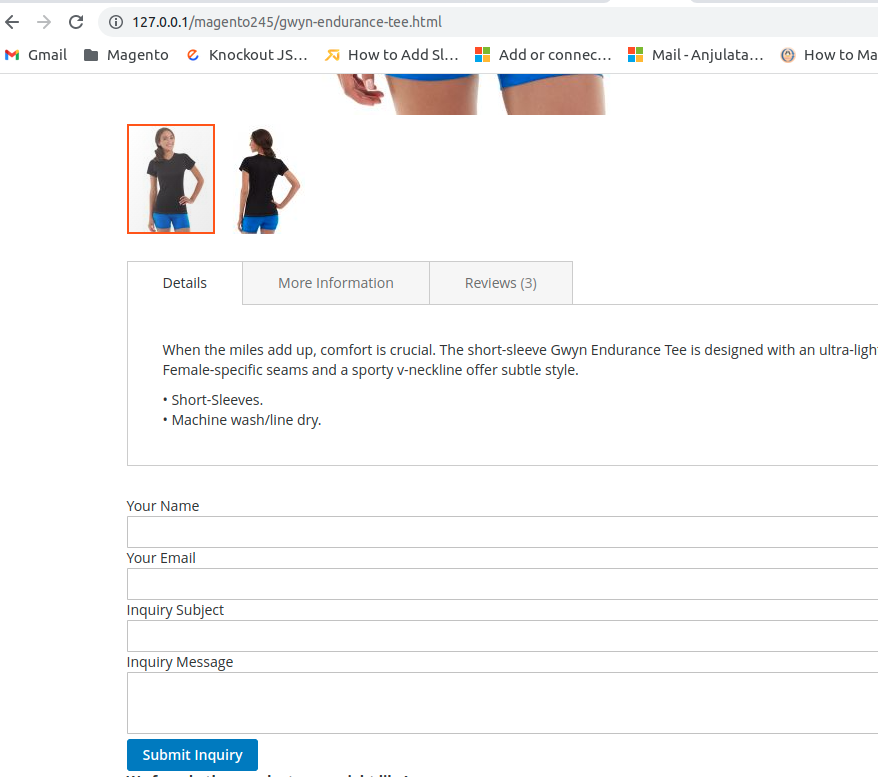 127.0.0.1/magento245/gwyn-endurance-tee.html
Gmail Magento Knockout JS... How to Add Sl... Add or connec... Mail - Anjulata... How to Ma
Details More Information Reviews (3)
When the miles add up, comfort is crucial. The short-sleeve Gwyn Endurance Tee is designed with an ultra-ligh
Female-specific seams and a sporty v-neckline offer subtle style.
• Short-Sleeves.
• Machine wash/line dry.
Your Name
Your Email
Inquiry Subject
Inquiry Message
Submit Inquiry